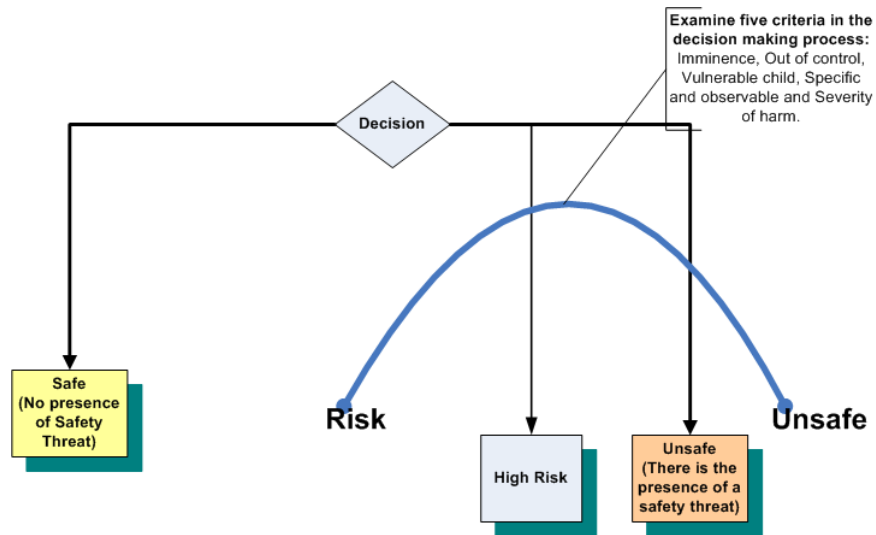 Examine five criteria in the
decision making process:
Imminence, Out of control,
Vulnerable child, Specific
and observable and Severity
of harm.
Decision
Safe
(No presence
of Safety
Threat)
Risk
Unsafe
High Risk
Unsafe
(There is the
presence of a
safety threat)